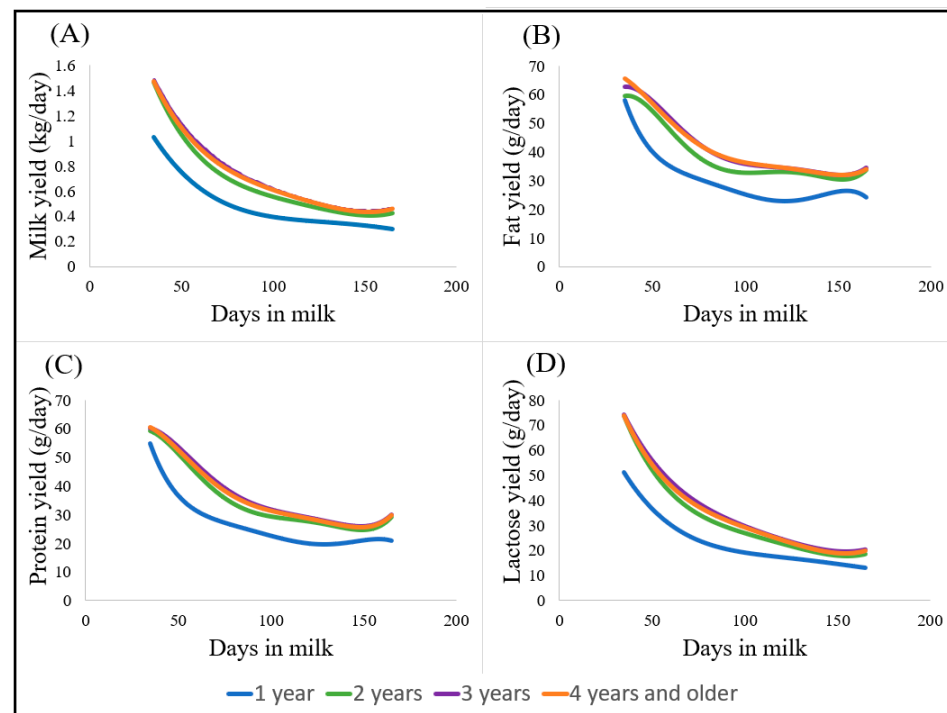 (A)
Milk yield (kg/day)
1.6
1.4
1.2
1
0.8
0.6
0.4
0.2
0
0 50 100 150 200
Days in milk
(B)
Fat yield (g/day)
70
60
50
40
30
20
10
0
0 50 100 150 200
Days in milk
(C)
Protein yield (g/day)
70
60
50
40
30
20
10
0
0 50 100 150 200
Days in milk
(D)
Lactose yield (g/day)
80
70
60
50
40
30
20
10
0
0 50 100 150 200
Days in milk
1 year 2 years 3 years 4 years and older